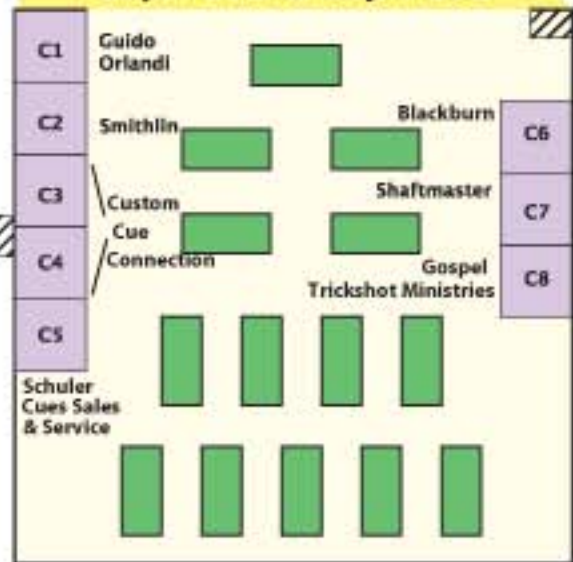 C1
Guido
Orlandi
C2
Smithlin
C3
Custom
Cue
Connection
C4
C5
Schuler
Cues Sales
& Service
Blackburn
C6
Shaftmaster
C7
Gospel
Trickshot Ministries
C8